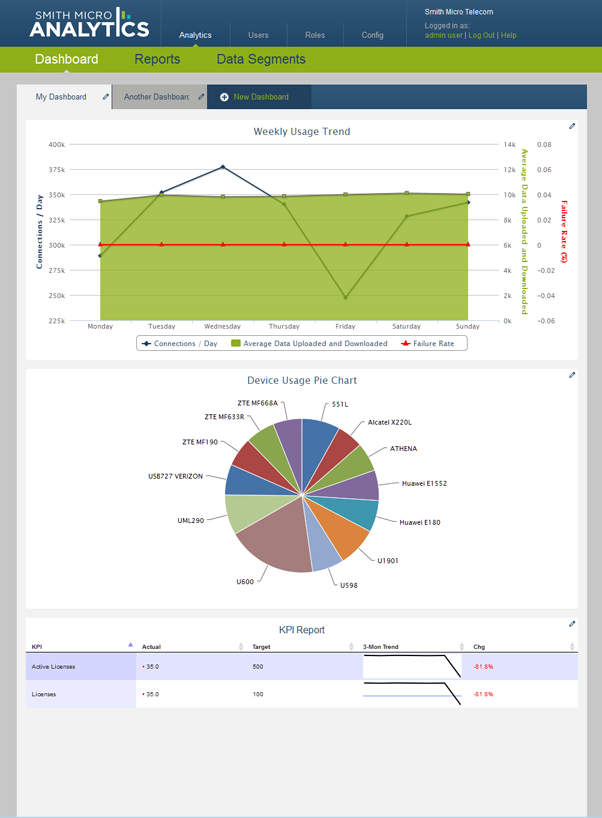 SMITH MICRO
ANALYTICS
Analytics Users Roles Config
Smith Micro Telecom
Logged in as:
admin user | Log Out | Help
Dashboard Reports Data Segments
My Dashboard Another Dashboard New Dashboard
Weekly Usage Trend
400k 14k 0.08
375k 12k 0.06
350k 10k 0.04
325k 8k 0.02
300k 6k 0
275k 4k −0.02
250k 2k −0.04
225k 0k −0.06
Connections / Day
Average Data Uploaded and Downloaded
Failure Rate (%)
Monday Tuesday Wednesday Thursday Friday Saturday Sunday
Connections / Day Average Data Uploaded and Downloaded Failure Rate
Device Usage Pie Chart
ZTE MF668A 551L
ZTE MF633R Alcatel X220L
ZTE MF190 ATHENA
USB727 VERIZON Huawei E1552
UML290 Huawei E180
U1901
U600 U598
KPI Report
KPI Actual Target 3-Mon Trend Chg
Active Licenses • 35.0 500 -81.8%
Licenses • 35.0 100 -81.8%